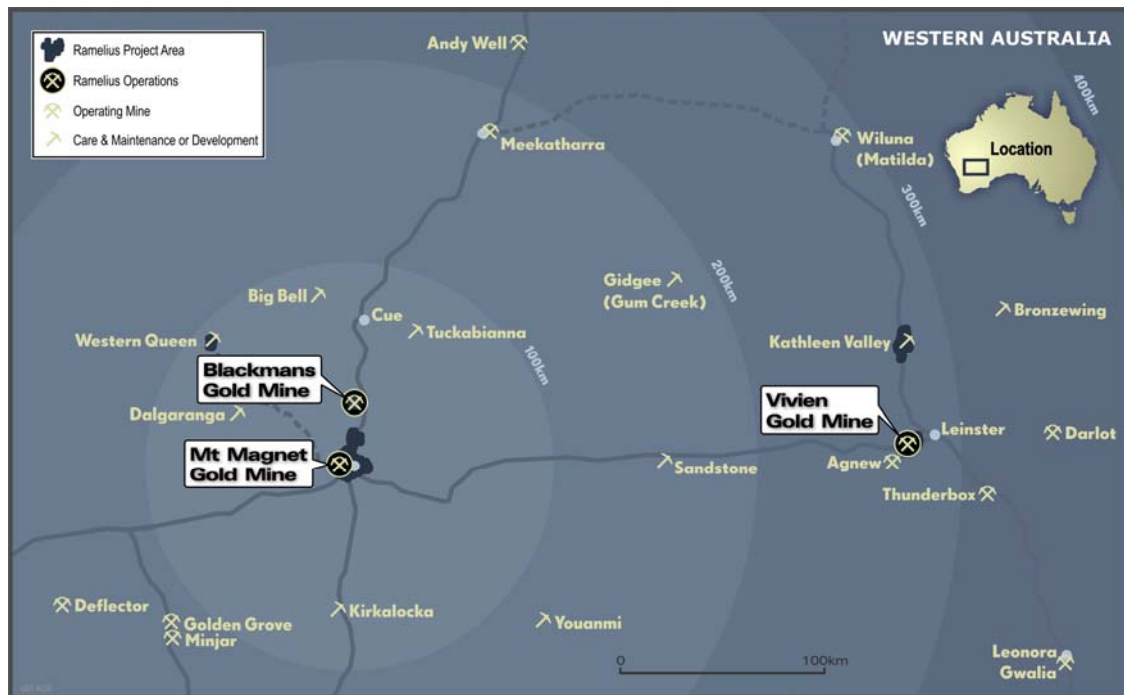 Ramelius Project Area
Ramelius Operations
Operating Mine
Care & Maintenance or Development
WESTERN AUSTRALIA
Location
400km
Andy Well
Meekatharra
Wiluna
(Matilda)
300km
200km
Gidgee
(Gum Creek)
Big Bell
Cue
Tuckabianna
100km
Bronzewing
Western Queen
Kathleen Valley
Blackmans
Gold Mine
Dalgaranga
Vivien
Gold Mine
Leinster
Darlot
Mt Magnet
Gold Mine
Sandstone
Agnew
Thunderbox
Deflector
Golden Grove
Minjar
Kirkalocka
Youanmi
0
100km
Leonora
Gwalia